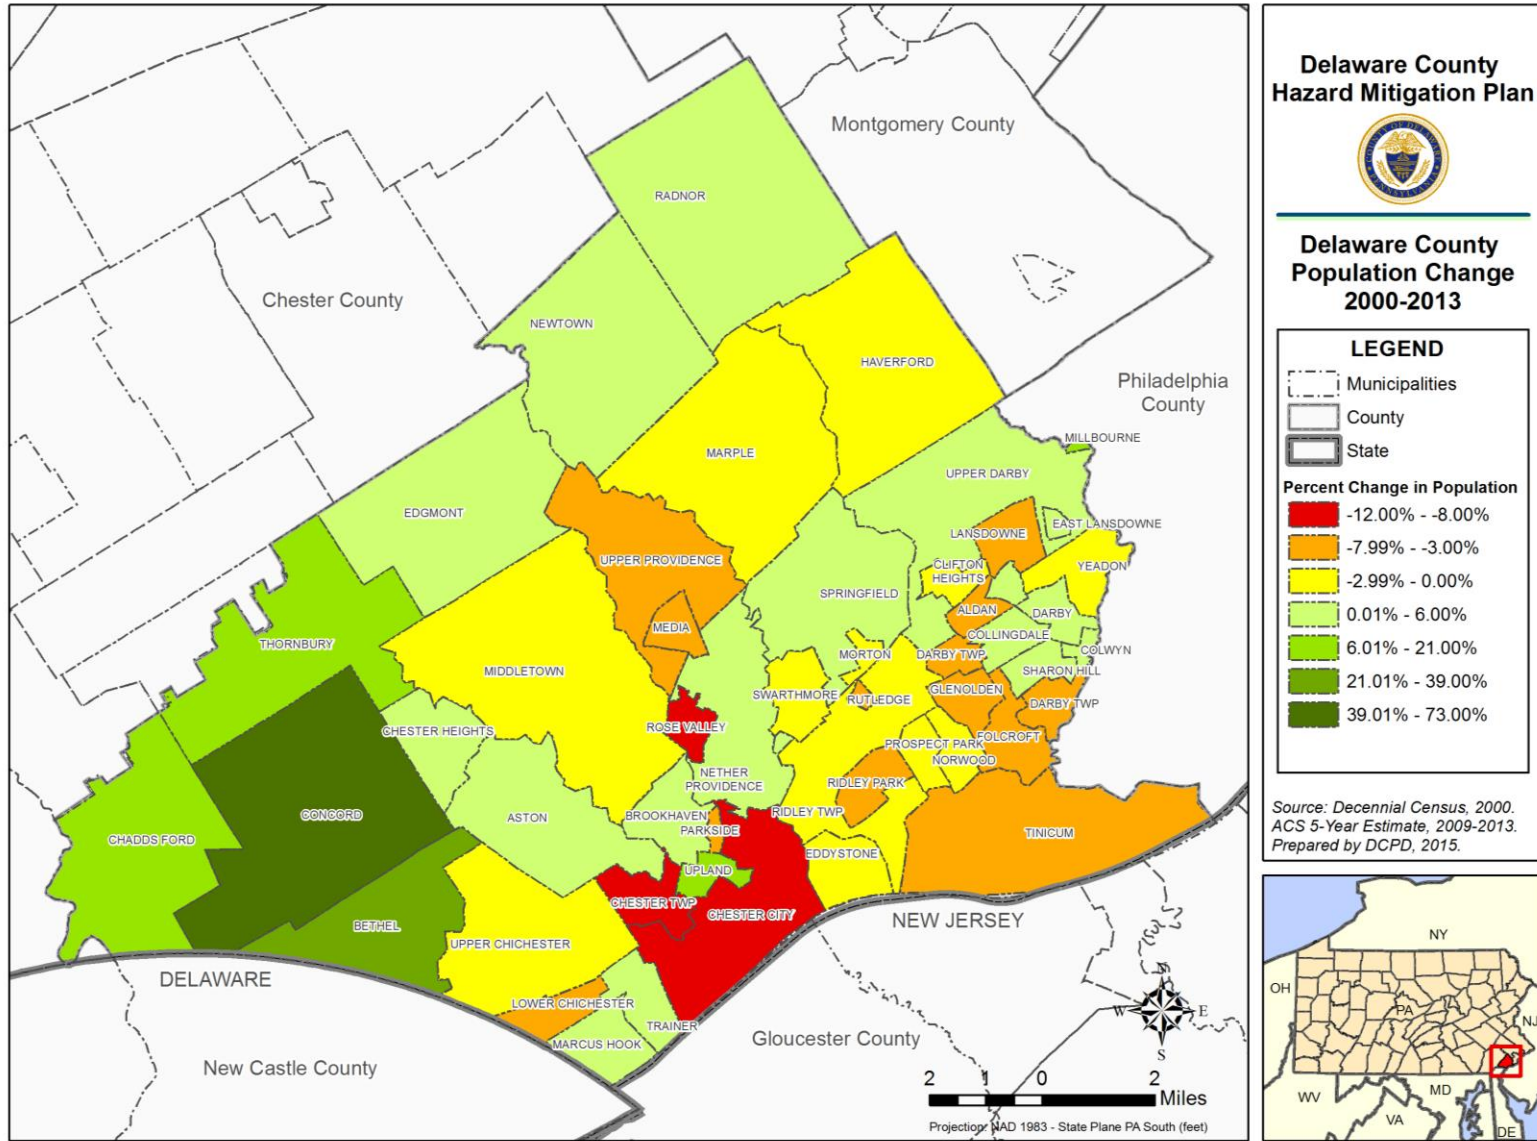 Montgomery County
RADNOR
Chester County
NEWTOWN
HAVERFORD
Philadelphia
County
MILLBOURNE
MARPLE
UPPER DARBY
EDGMONT
EAST LANSDOWNE
LANSDOWNE
UPPER PROVIDENCE
CLIFTON
HEIGHTS
YEADON
SPRINGFIELD
ALDAN
DARBY
MEDIA
COLLINGDALE
THORNBURY
COLWYN
MORTON
DARBY TWP
MIDDLETOWN
SHARON HILL
SWARTHMORE
RUTLEDGE
GLENOLDEN
DARBY TWP
CHESTER HEIGHTS
ROSE VALLEY
FOLCROFT
PROSPECT PARK
NORWOOD
NETHER
PROVIDENCE
RIDLEY PARK
CONCORD
ASTON
BROOKHAVEN
RIDLEY TWP
PARKSIDE
TINICUM
CHADDS FORD
EDDYSTONE
UPLAND
CHESTER TWP
CHESTER CITY
BETHEL
UPPER CHICHESTER
NEW JERSEY
DELAWARE
LOWER CHICHESTER
TRAINER
MARCUS HOOK
Gloucester County
New Castle County
N
W E
S
2 1 0 2
Miles
Projection: NAD 1983 - State Plane PA South (feet)
Delaware County
Hazard Mitigation Plan
COUNTY OF DELAWARE
PENNSYLVANIA
Delaware County
Population Change
2000-2013
LEGEND
Municipalities
County
State
Percent Change in Population
-12.00% - -8.00%
-7.99% - -3.00%
-2.99% - 0.00%
0.01% - 6.00%
6.01% - 21.00%
21.01% - 39.00%
39.01% - 73.00%
Source: Decennial Census, 2000.
ACS 5-Year Estimate, 2009-2013.
Prepared by DCPD, 2015.
NY
OH
PA
NJ
WV
MD
VA
DE